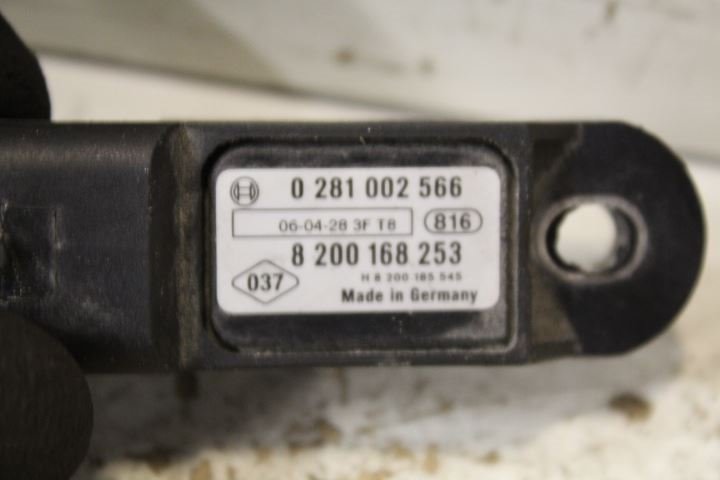 0 281 002 566
06-04-28 3F T8 816
8 200 168 253
H 8 200 185 545
037
Made in Germany